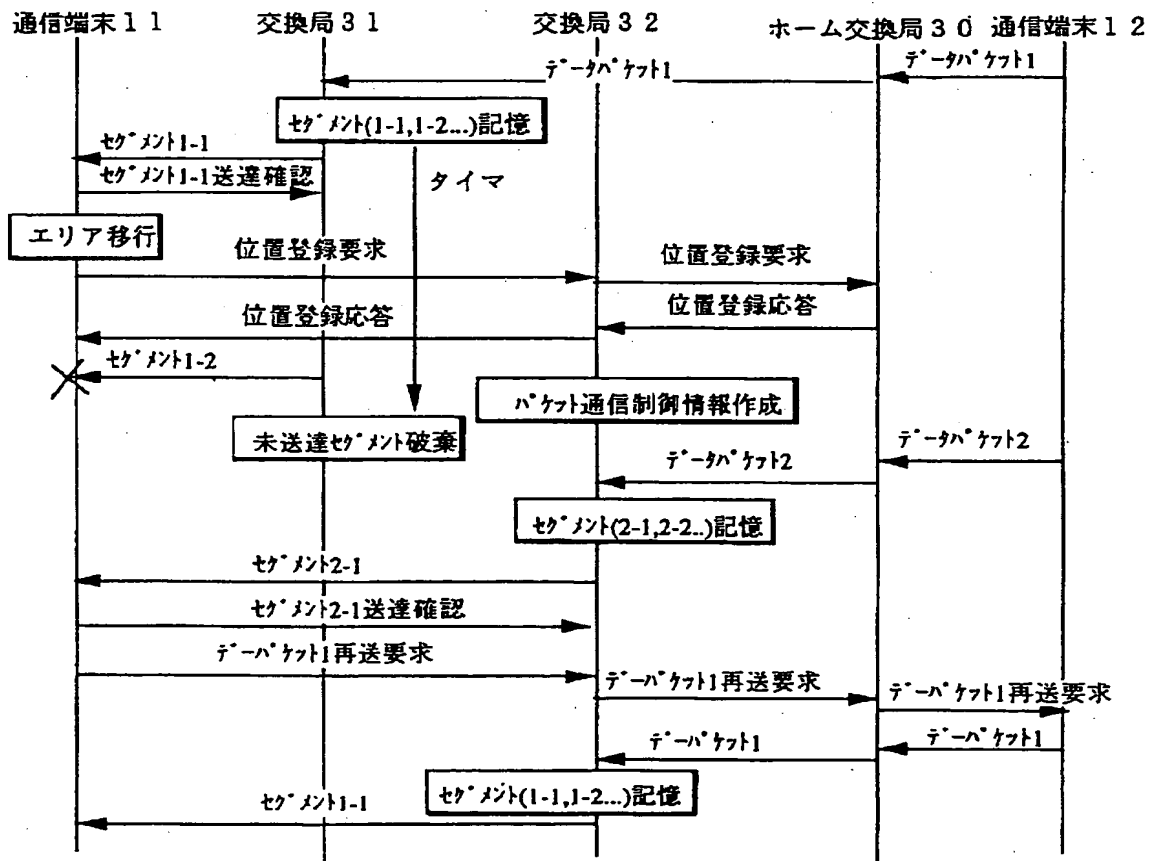 通信端末11 交換局31 交換局32 ホーム交換局30 通信端末12
データパケット1
データパケット1
セグメント(1-1,1-2...)記憶
セグメント1-1
セグメント1-1送達確認
タイマ
エリア移行
位置登録要求
位置登録要求
位置登録応答
位置登録応答
セグメント1-2
パケット通信制御情報作成
未送達セグメント破棄
データパケット2
データパケット2
セグメント(2-1,2-2..)記憶
セグメント2-1
セグメント2-1送達確認
デーパケット1再送要求
デーパケット1再送要求
デーパケット1再送要求
デーパケット1
デーパケット1
セグメント(1-1,1-2...)記憶
セグメント1-1